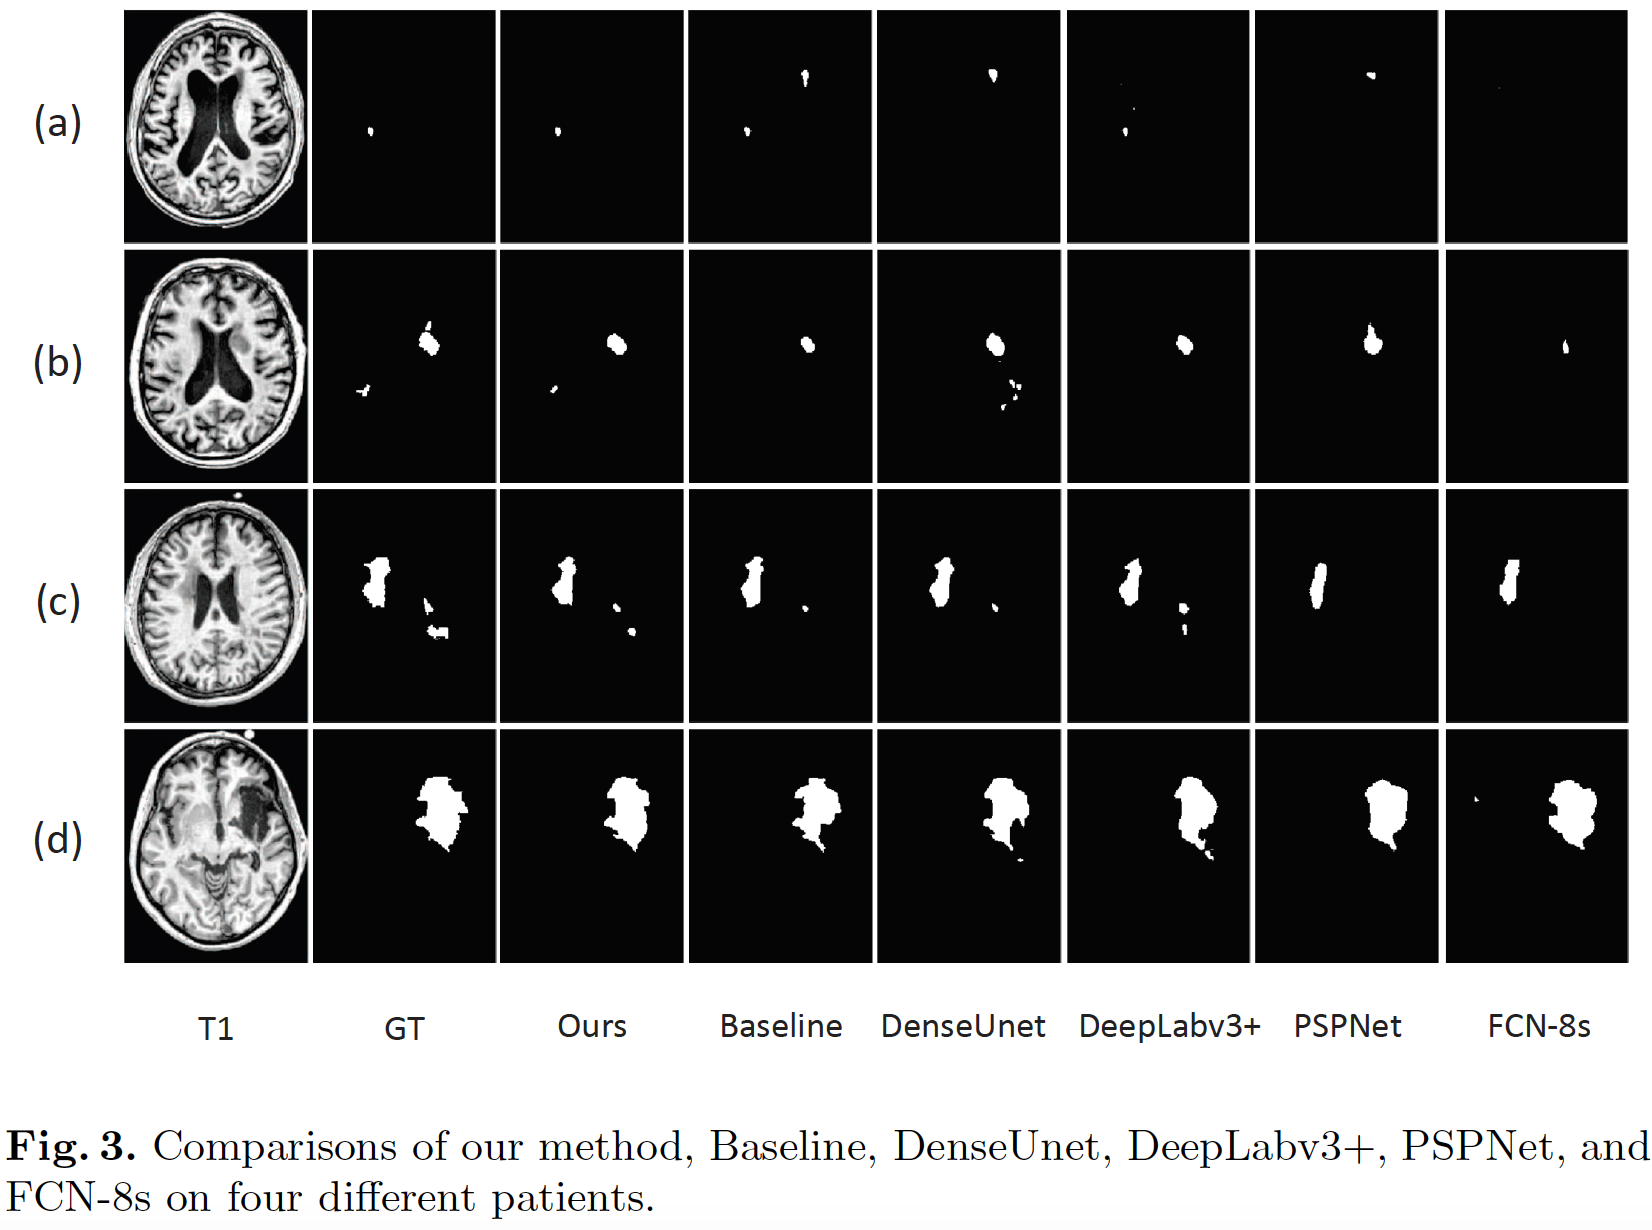 (a)
(b)
(c)
(d)
T1 GT Ours Baseline DenseUnet DeepLabv3+ PSPNet FCN-8s
Fig. 3. Comparisons of our method, Baseline, DenseUnet, DeepLabv3+, PSPNet, and
FCN-8s on four different patients.